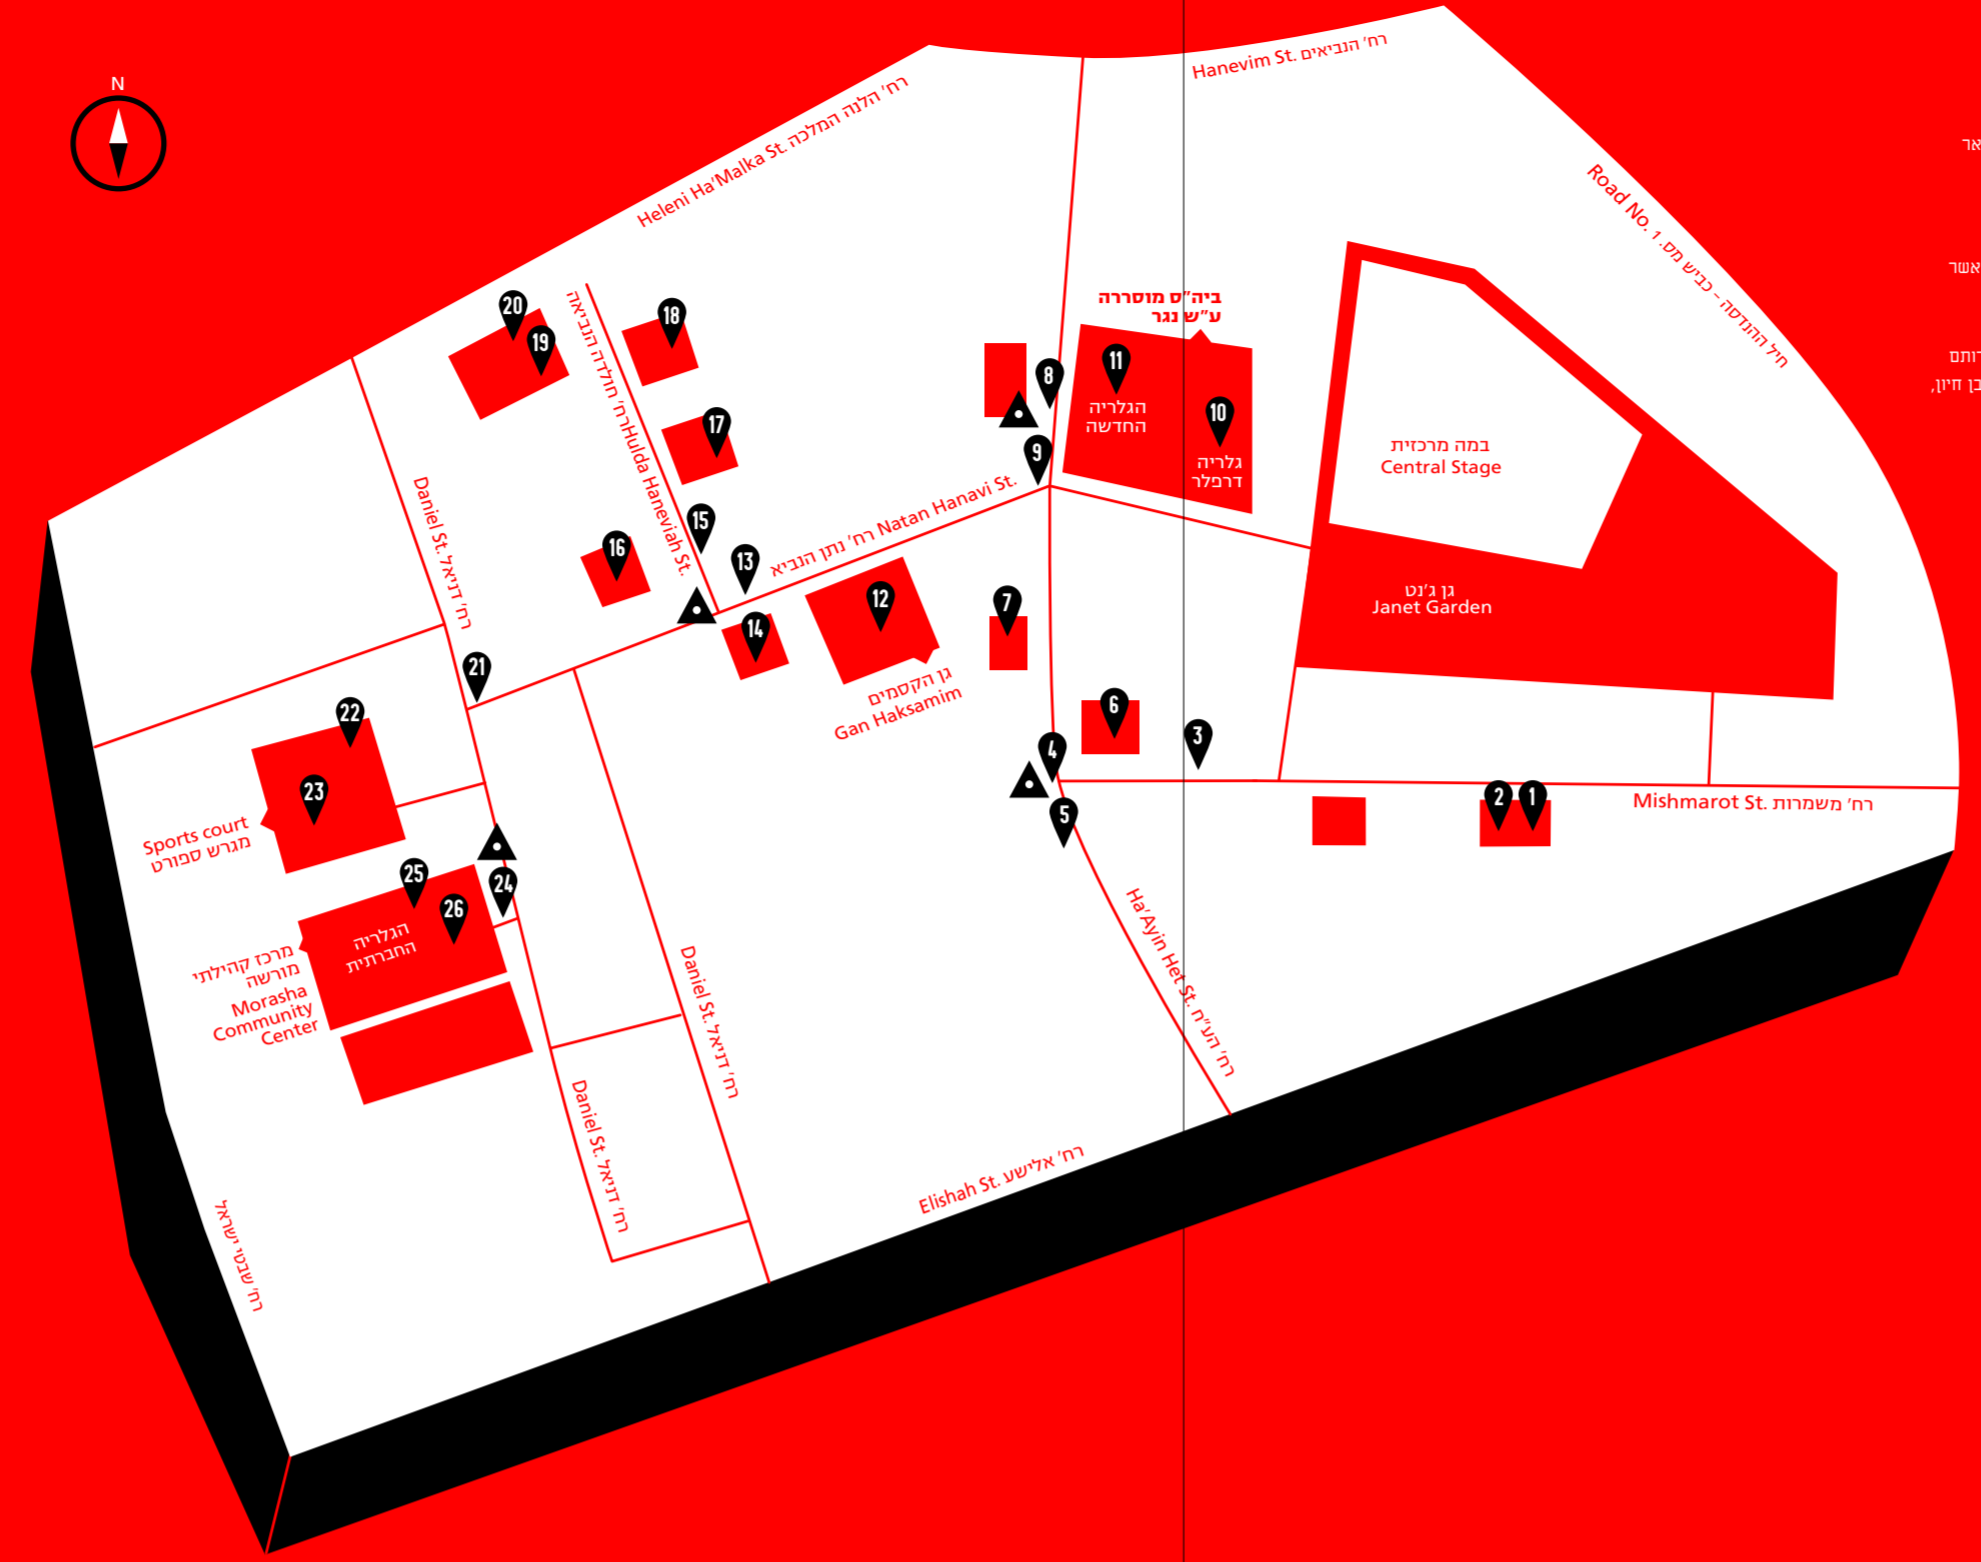 N
Heleni Ha'Malka St. רח' הלנה המלכה
Hanevim St. רח' הנביאים
Road No. 1 חיל ההנדסה - כביש מס.
אר
אשר
רותם
בן חיון,
ביה"ס מוסררה
ע"ש נגר
20
19
18
17
16
15
13
14
12
11
10
8
9
7
6
3
4
5
2
1
הגלריה
החדשה
גלריה
דרפלר
במה מרכזית
Central Stage
גן ג'נט
Janet Garden
רח' חולדה הנביאה Hulda Haneviah St.
Daniel St. רח' דניאל
רח' נתן הנביא Natan Hanavi St.
גן הקסמים
Gan Haksamim
Mishmarot St. רח' משמרות
21
22
23
24
25
26
Sports court
מגרש ספורט
הגלריה
החברתית
מרכז קהילתי
מורשה
Morasha
Community
Center
Daniel St. רח' דניאל
Daniel St. רח' דניאל
Ha'Ayin Het St. רח' הע"ח
Elishah St. רח' אלישע
רח' שבטי ישראל